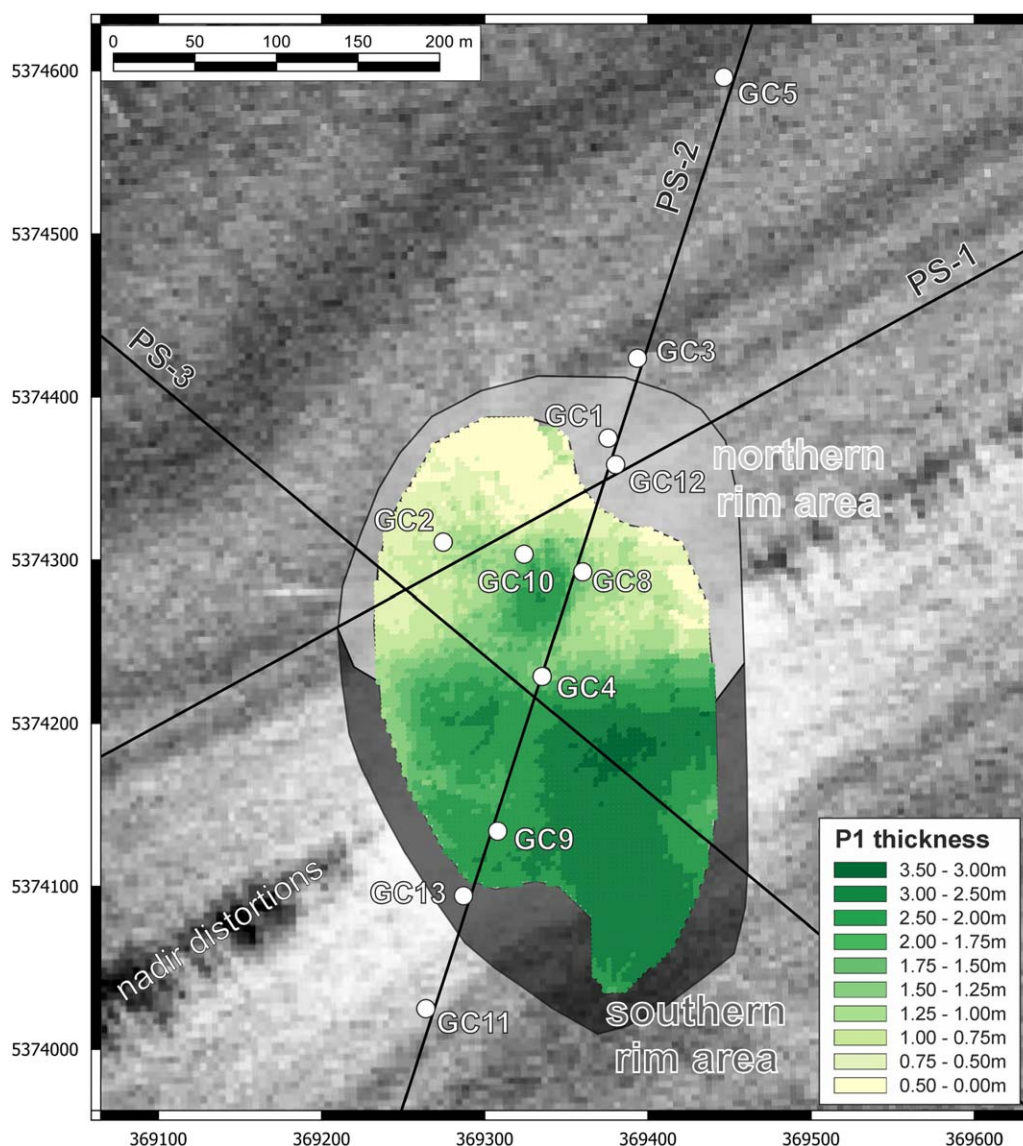 0 50 100 150 200 m
5374600
5374500
5374400
5374300
5374200
5374100
5374000
GC5
PS-2
PS-1
PS-3
GC3
GC1
northern
rim area
GC12
GC2
GC10
GC8
GC4
GC9
GC13
nadir distortions
GC11
southern
rim area
P1 thickness
3.50 - 3.00m
3.00 - 2.50m
2.50 - 2.00m
2.00 - 1.75m
1.75 - 1.50m
1.50 - 1.25m
1.25 - 1.00m
1.00 - 0.75m
0.75 - 0.50m
0.50 - 0.00m
369100 369200 369300 369400 369500 369600